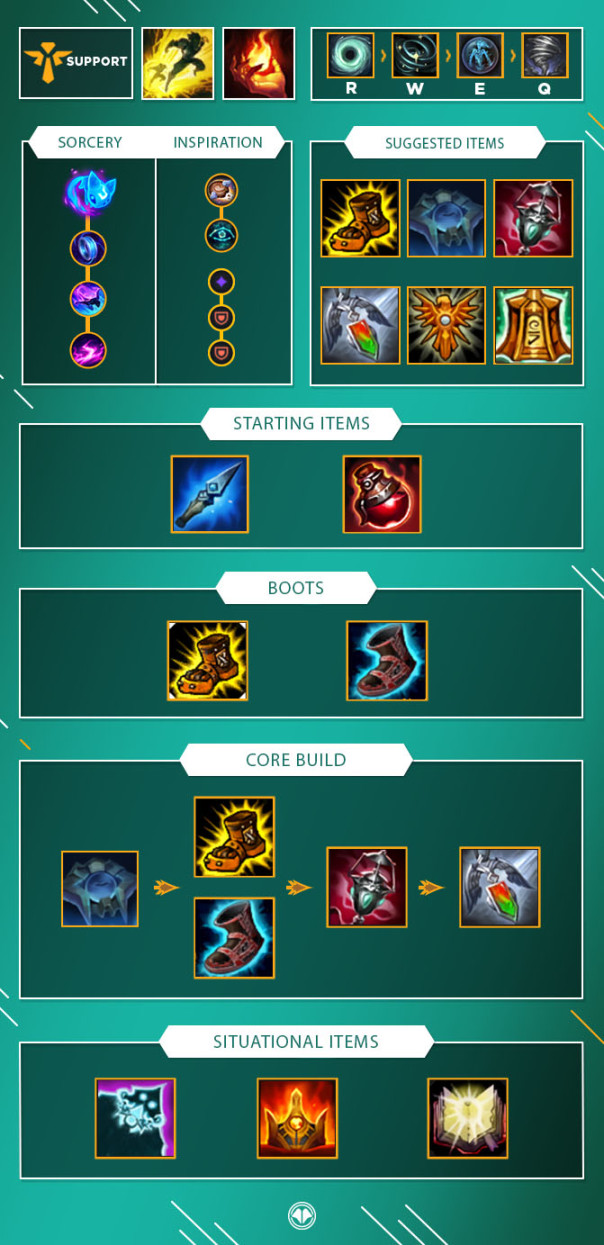 SUPPORT
R W E Q
SORCERY INSPIRATION
SUGGESTED ITEMS
STARTING ITEMS
BOOTS
CORE BUILD
SITUATIONAL ITEMS